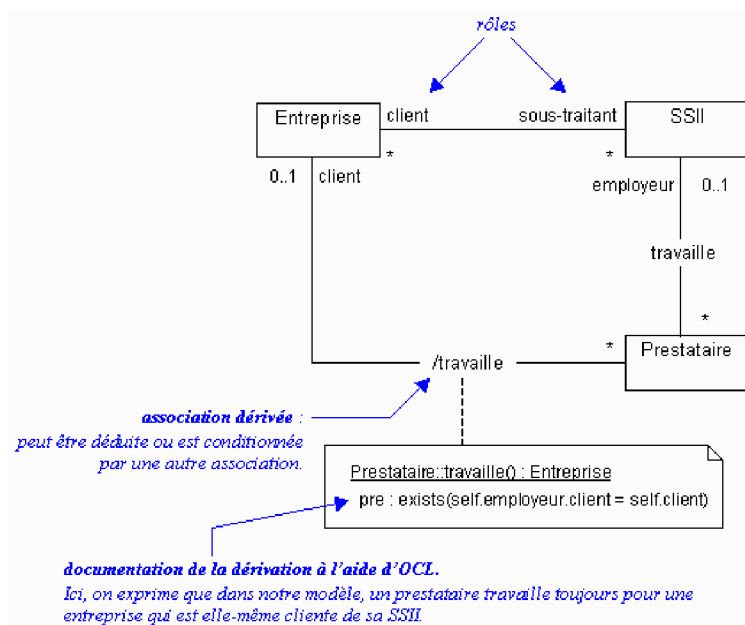 rôles
Entreprise
client
sous-traitant
SSII
*
*
0..1
client
employeur
0..1
travaille
*
*
Prestataire
/travaille
association dérivée :
peut être déduite ou est conditionnée
par une autre association.
Prestataire::travaille() : Entreprise
pre : exists(self.employeur.client = self.client)
documentation de la dérivation à l'aide d'OCL.
Ici, on exprime que dans notre modèle, un prestataire travaille toujours pour une
entreprise qui est elle-même cliente de sa SSII.